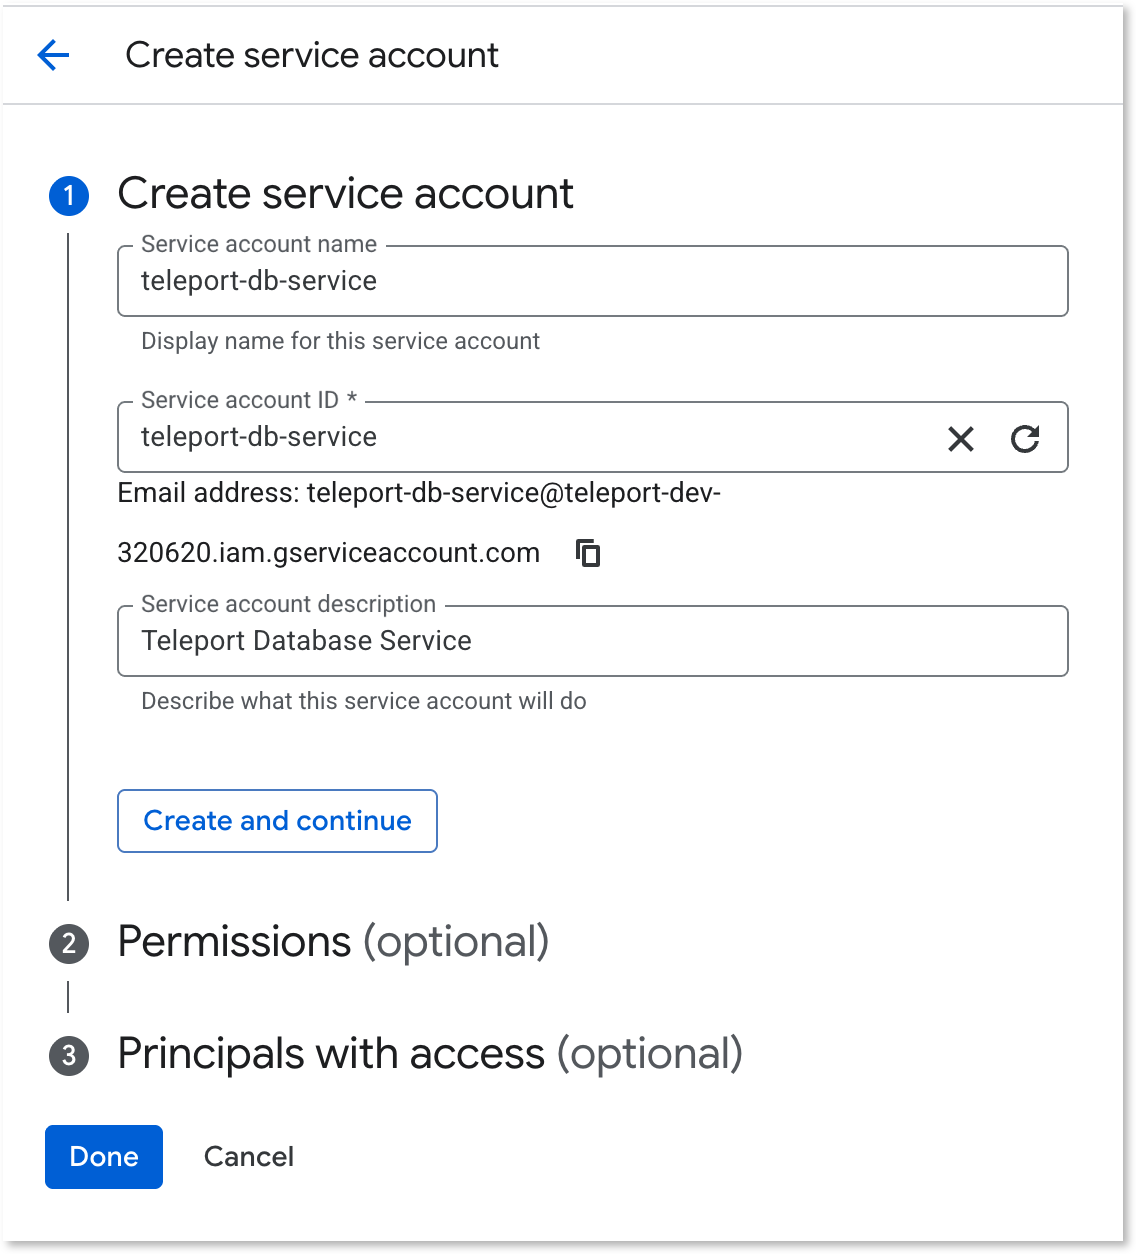 Create service account
1 Create service account
Service account name
teleport-db-service
Display name for this service account
Service account ID *
teleport-db-service
Email address: teleport-db-service@teleport-dev-
320620.iam.gserviceaccount.com
Service account description
Teleport Database Service
Describe what this service account will do
Create and continue
2 Permissions (optional)
3 Principals with access (optional)
Done Cancel